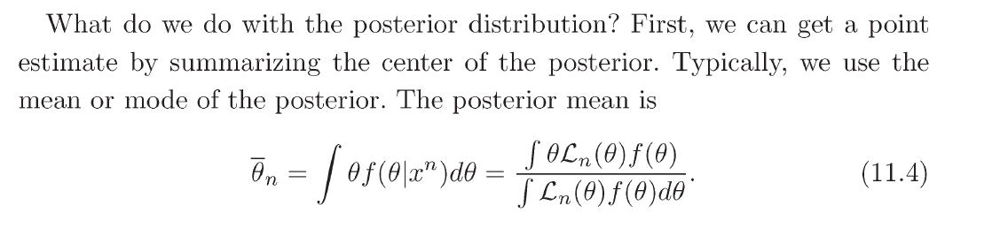 What do we do with the posterior distribution? First, we can get a point
estimate by summarizing the center of the posterior. Typically, we use the
mean or mode of the posterior. The posterior mean is
$$\overline{\theta}_n = \int \theta f(\theta|x^n)d\theta = \frac{\int \theta \mathcal{L}_n(\theta) f(\theta)}{\int \mathcal{L}_n(\theta) f(\theta) d\theta}.$$ (11.4)